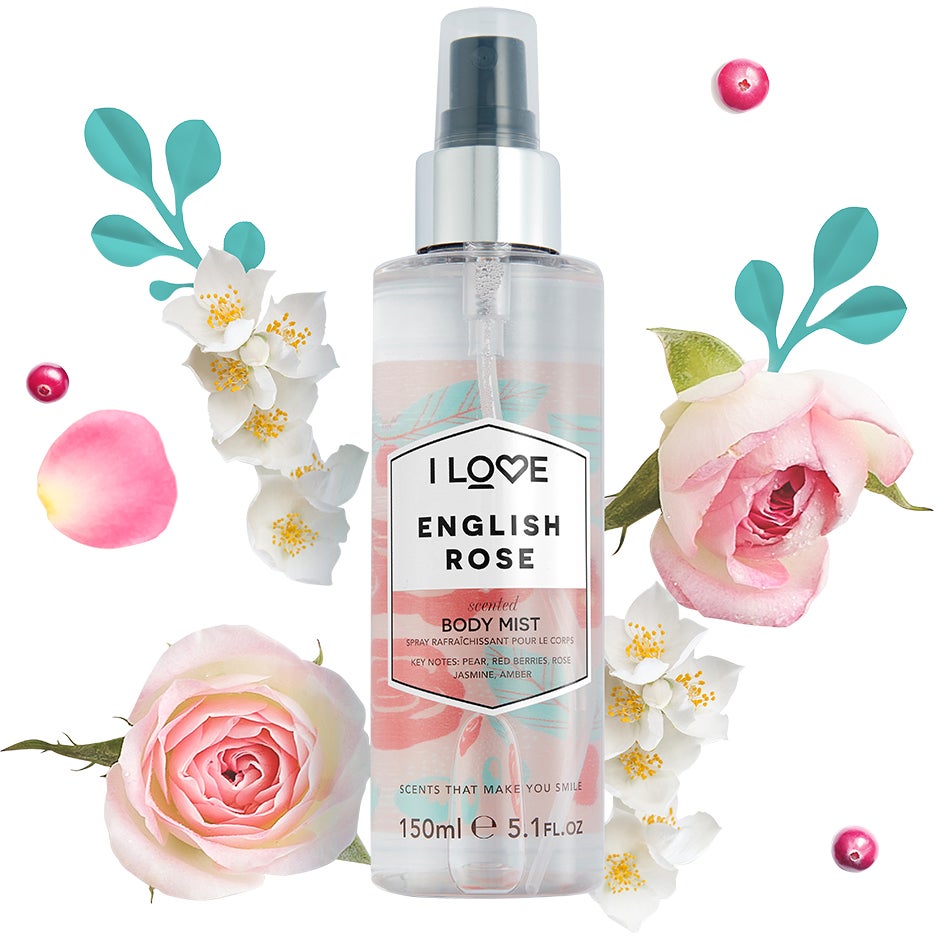 I LOVE
ENGLISH
ROSE
scented
BODY MIST
SPRAY RAFRAÎCHISSANT POUR LE CORPS
KEY NOTES: PEAR, RED BERRIES, ROSE
JASMINE, AMBER
SCENTS THAT MAKE YOU SMILE
150ml ℮ 5.1FL.OZ